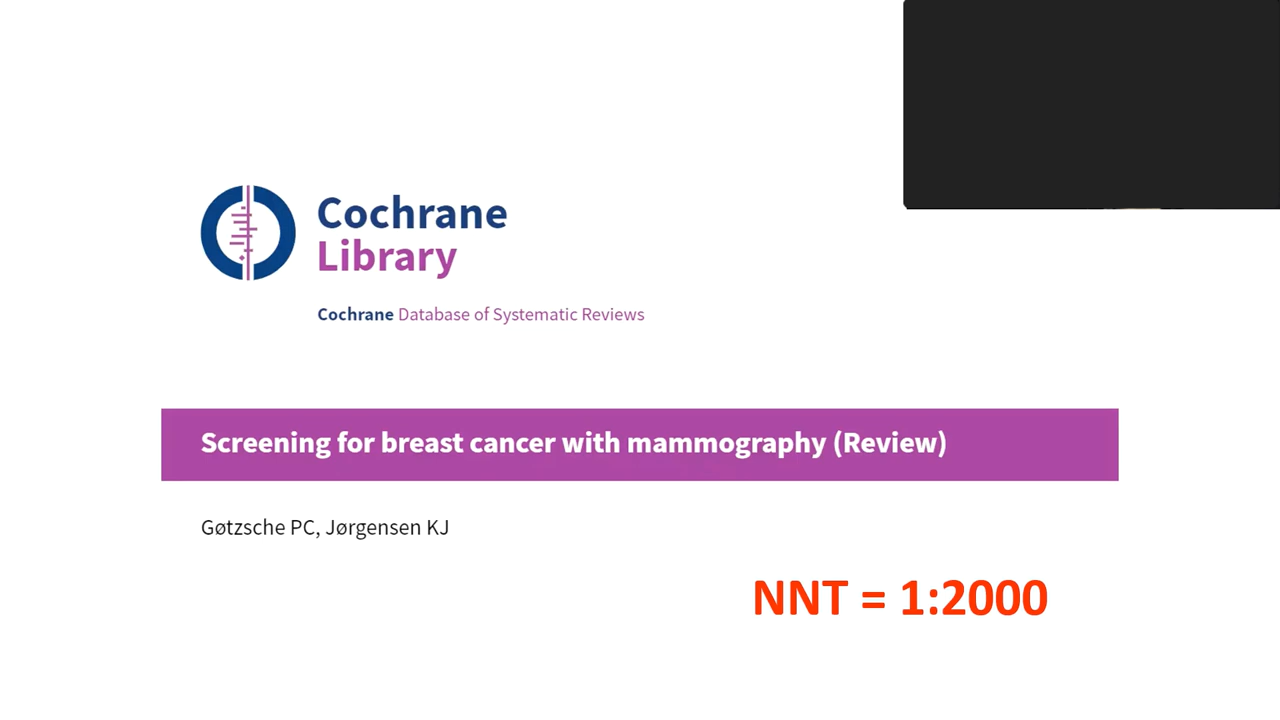 Cochrane
Library
Cochrane Database of Systematic Reviews
Screening for breast cancer with mammography (Review)
Gøtzsche PC, Jørgensen KJ
NNT = 1:2000